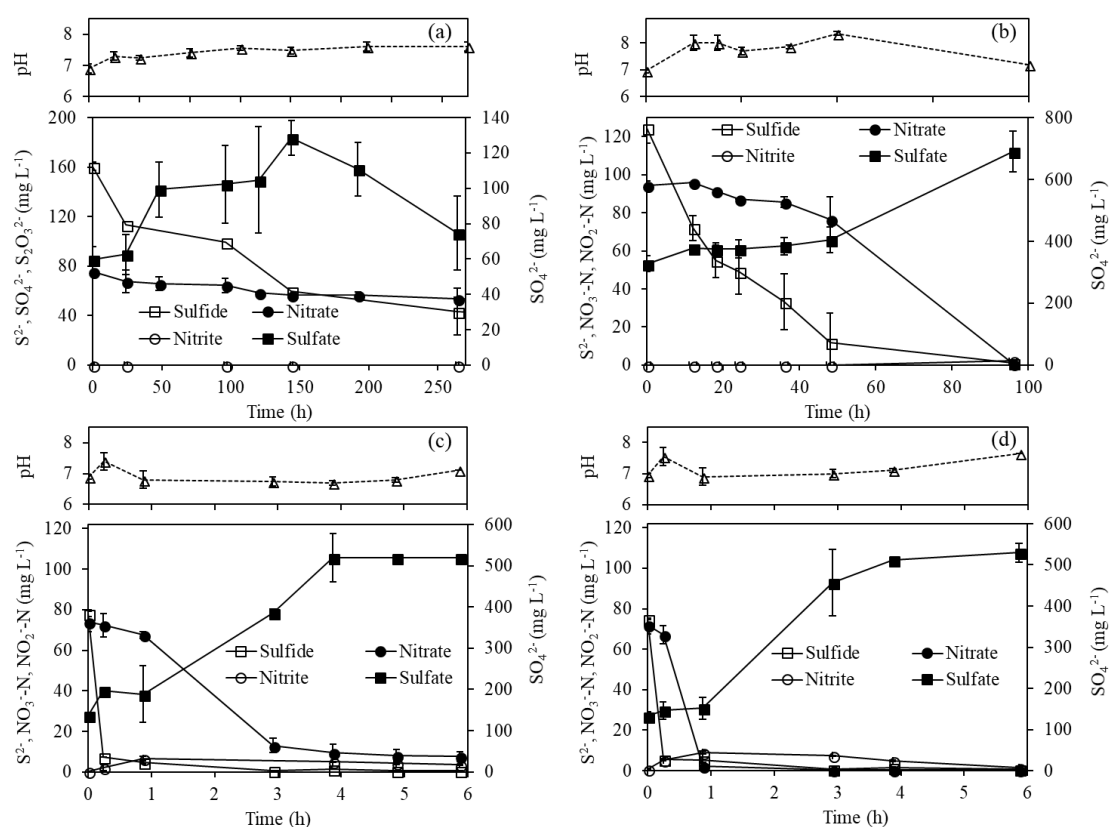 (a)
8
7
6
pH
200
160
120
80
40
0
S²⁻, SO₄²⁻, S₂O₃²⁻ (mg L⁻¹)
140
120
100
80
60
40
20
0
SO₄²⁻ (mg L⁻¹)
Sulfide Nitrate
Nitrite Sulfate
0 50 100 150 200 250
Time (h)
(b)
8
7
6
pH
120
100
80
60
40
20
0
S²⁻, NO₃⁻-N, NO₂⁻-N (mg L⁻¹)
800
600
400
200
0
SO₄²⁻ (mg L⁻¹)
Sulfide Nitrate
Nitrite Sulfate
0 20 40 60 80 100
Time (h)
(c)
8
7
6
pH
120
100
80
60
40
20
0
S²⁻, NO₃⁻-N, NO₂⁻-N (mg L⁻¹)
600
500
400
300
200
100
0
SO₄²⁻ (mg L⁻¹)
Sulfide Nitrate
Nitrite Sulfate
0 1 2 3 4 5 6
Time (h)
(d)
8
7
6
pH
120
100
80
60
40
20
0
S²⁻, NO₃⁻-N, NO₂⁻-N (mg L⁻¹)
600
500
400
300
200
100
0
SO₄²⁻ (mg L⁻¹)
Sulfide Nitrate
Nitrite Sulfate
0 1 2 3 4 5 6
Time (h)